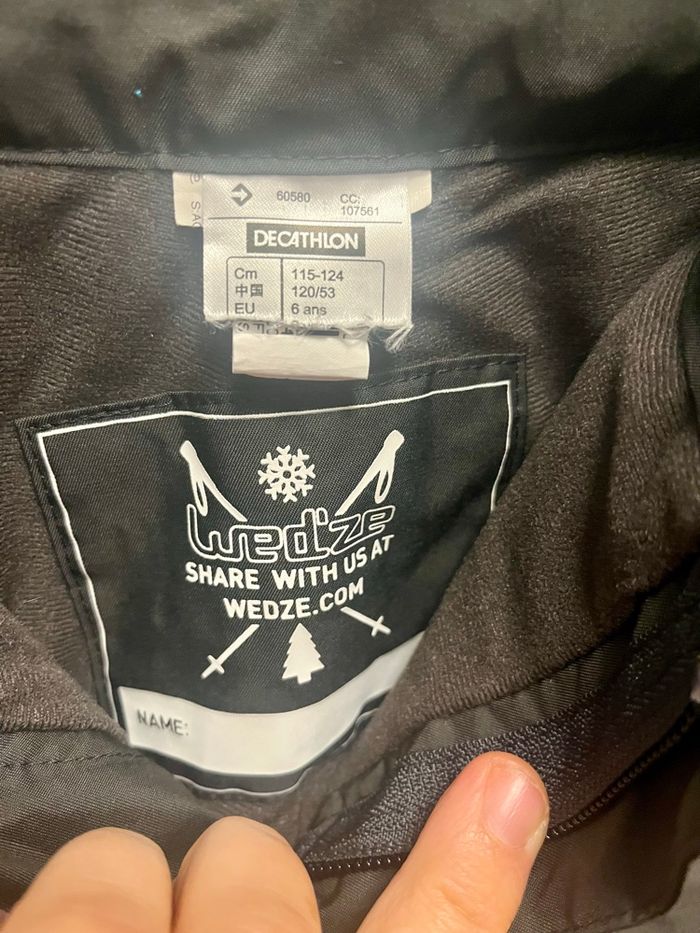 60580 CC:
107561
DECATHLON
Cm 115-124
中国 120/53
EU 6 ans
wed'ze
SHARE WITH US AT
WEDZE.COM
NAME: